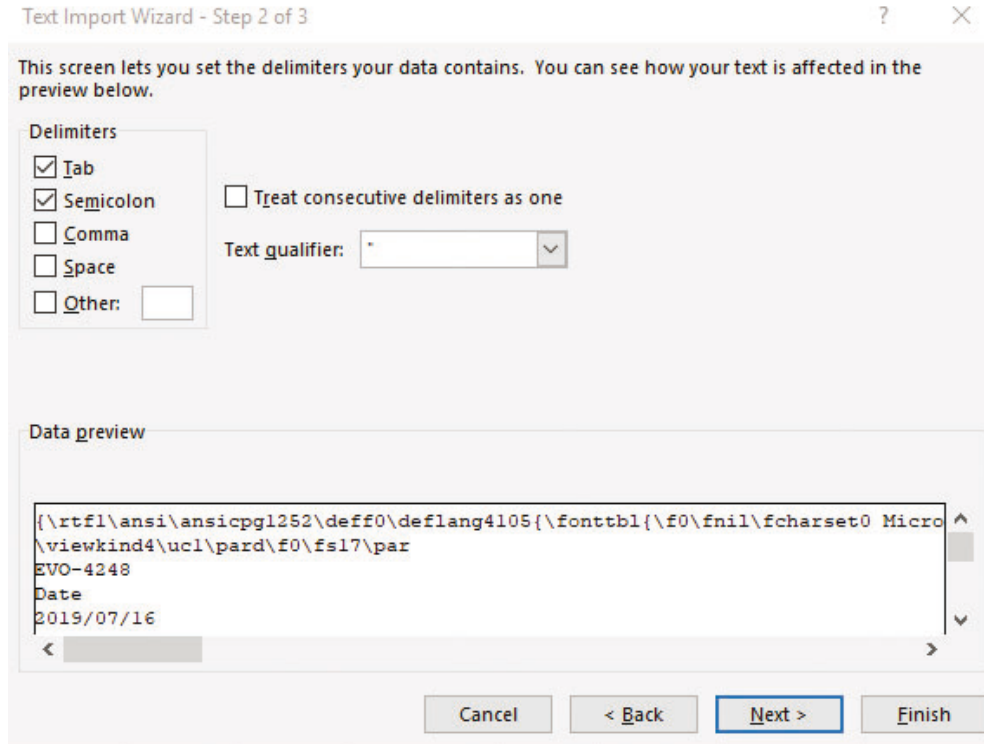 Text Import Wizard - Step 2 of 3 ?
This screen lets you set the delimiters your data contains.  You can see how your text is affected in the
preview below.
Delimiters
Tab
Semicolon
Comma
Space
Other:
Treat consecutive delimiters as one
Text qualifier: "
Data preview
{\rtf1\ansi\ansicpg1252\deff0\deflang4105{\fonttbl{\f0\fnil\fcharset0 Micro
\viewkind4\uc1\pard\f0\fs17\par
EVO-4248
Date
2019/07/16
Cancel < Back Next > Finish